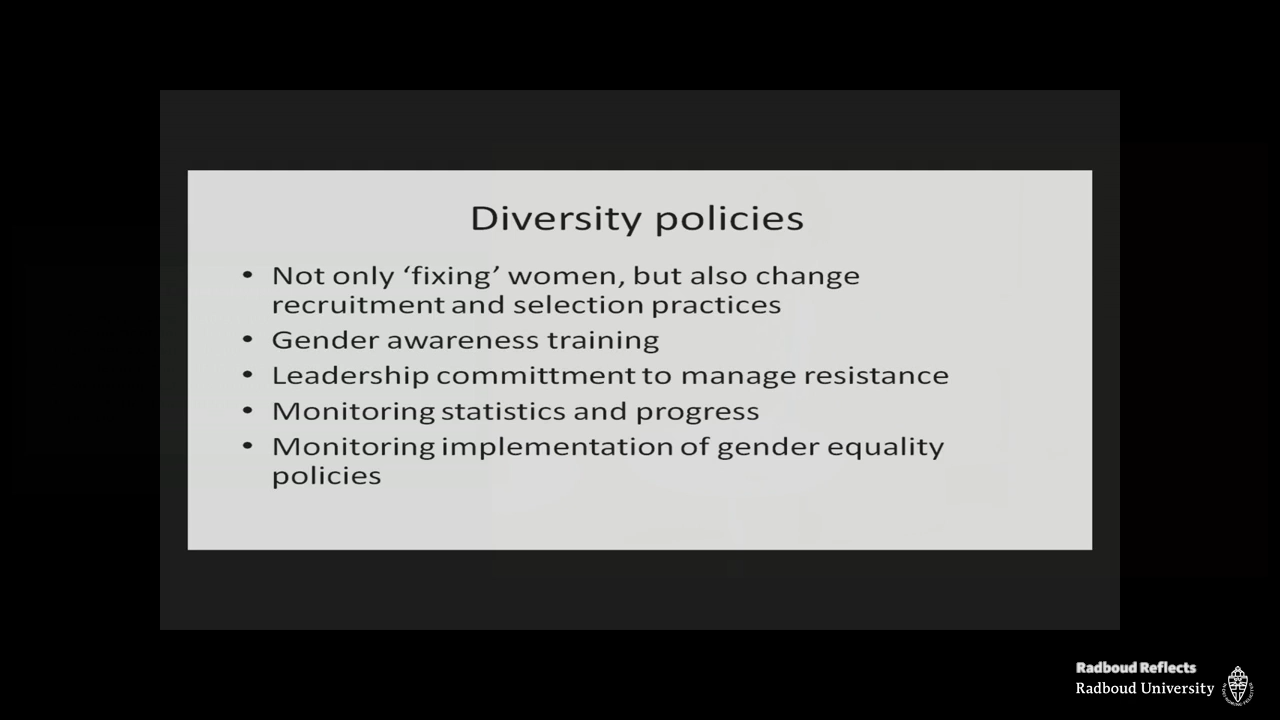 Diversity policies
• Not only ‘fixing’ women, but also change
recruitment and selection practices
• Gender awareness training
• Leadership committment to manage resistance
• Monitoring statistics and progress
• Monitoring implementation of gender equality
policies
Radboud Reflects
Radboud University